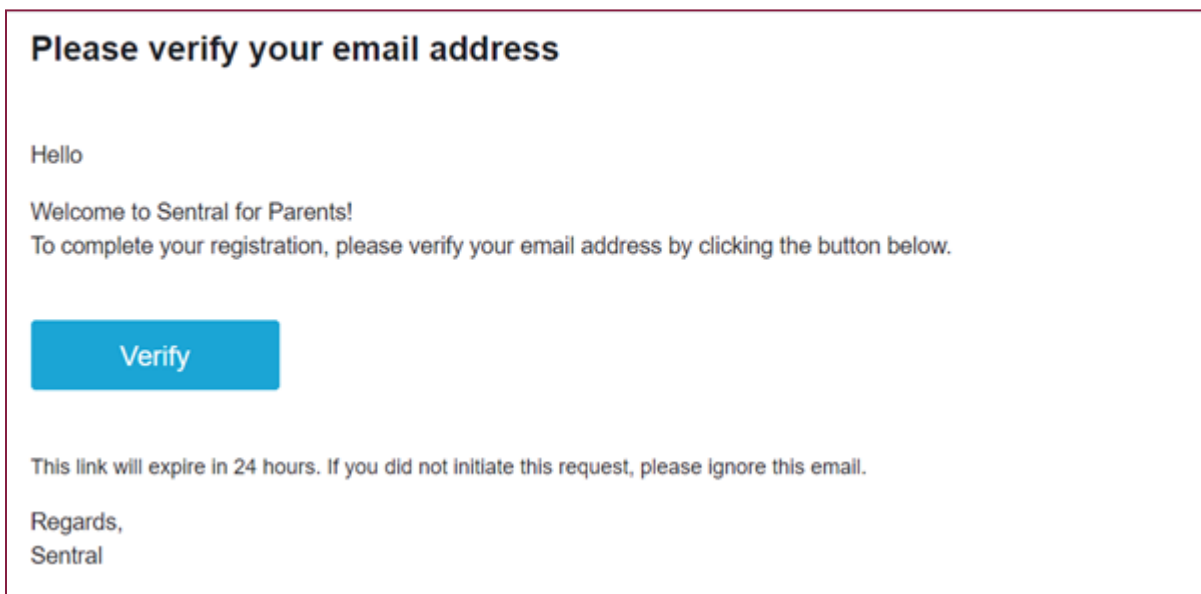 Please verify your email address
Hello
Welcome to Sentral for Parents!
To complete your registration, please verify your email address by clicking the button below.
Verify
This link will expire in 24 hours. If you did not initiate this request, please ignore this email.
Regards,
Sentral